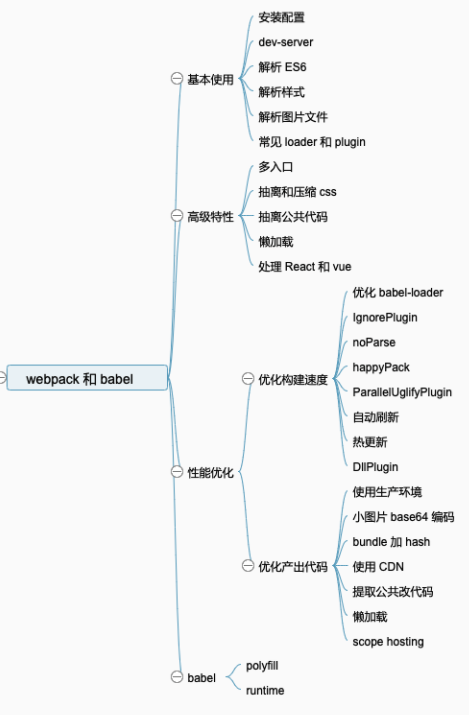 webpack 和 babel
基本使用
安装配置
dev-server
解析 ES6
解析样式
解析图片文件
常见 loader 和 plugin
高级特性
多入口
抽离和压缩 css
抽离公共代码
懒加载
处理 React 和 vue
性能优化
优化构建速度
优化 babel-loader
IgnorePlugin
noParse
happyPack
ParallelUglifyPlugin
自动刷新
热更新
DllPlugin
优化产出代码
使用生产环境
小图片 base64 编码
bundle 加 hash
使用 CDN
提取公共改代码
懒加载
scope hosting
babel
polyfill
runtime